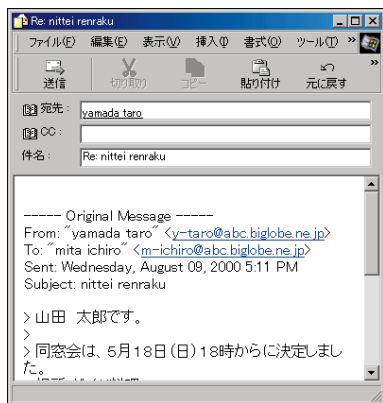 Re: nittei renraku
ファイル(F) 編集(E) 表示(V) 挿入(I) 書式(O) ツール(T) »
送信 切り取り コピー 貼り付け 元に戻す »
宛先: yamada taro
CC:
件名: Re: nittei renraku
----- Original Message -----
From: "yamada taro" <y-taro@abc.biglobe.ne.jp>
To: "mita ichiro" <m-ichiro@abc.biglobe.ne.jp>
Sent: Wednesday, August 09, 2000 5:11 PM
Subject: nittei renraku
> 山田 太郎です。
>
> 同窓会は、5月18日(日)18時からに決定しまし
た。